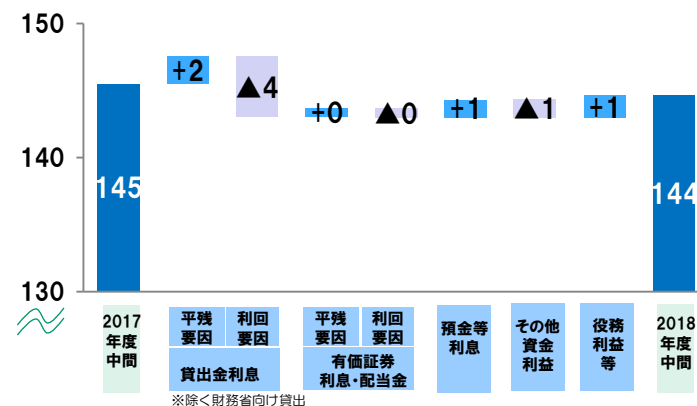 150
140
130
145
+2
▲4
+0
▲0
+1
▲1
+1
144
2017
年度
中間
平残
要因
利回
要因
貸出金利息
平残
要因
利回
要因
有価証券
利息・配当金
預金等
利息
その他
資金
利益
役務
利益
等
2018
年度
中間
※除く財務省向け貸出